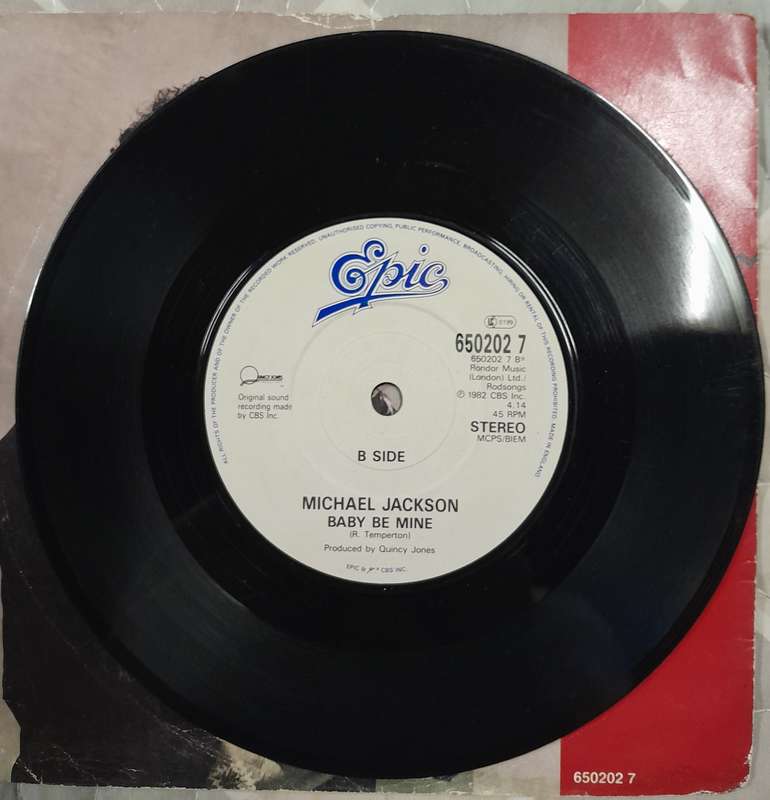 ALL RIGHTS OF THE PRODUCER AND OF THE OWNER OF THE RECORDED WORK RESERVED. UNAUTHORISED COPYING, PUBLIC PERFORMANCE, BROADCASTING, HIRING OR RENTAL OF THIS RECORDING PROHIBITED. MADE IN ENGLAND
Epic
650202 7
650202 7 B*
Rondor Music
(London) Ltd./
Rodsongs
℗ 1982 CBS Inc.
4.14
45 RPM
STEREO
MCPS/BIEM
QUINCY JONES
Original sound
recording made
by CBS Inc.
B SIDE
MICHAEL JACKSON
BABY BE MINE
(R. Temperton)
Produced by Quincy Jones
EPIC & CBS INC.
650202 7